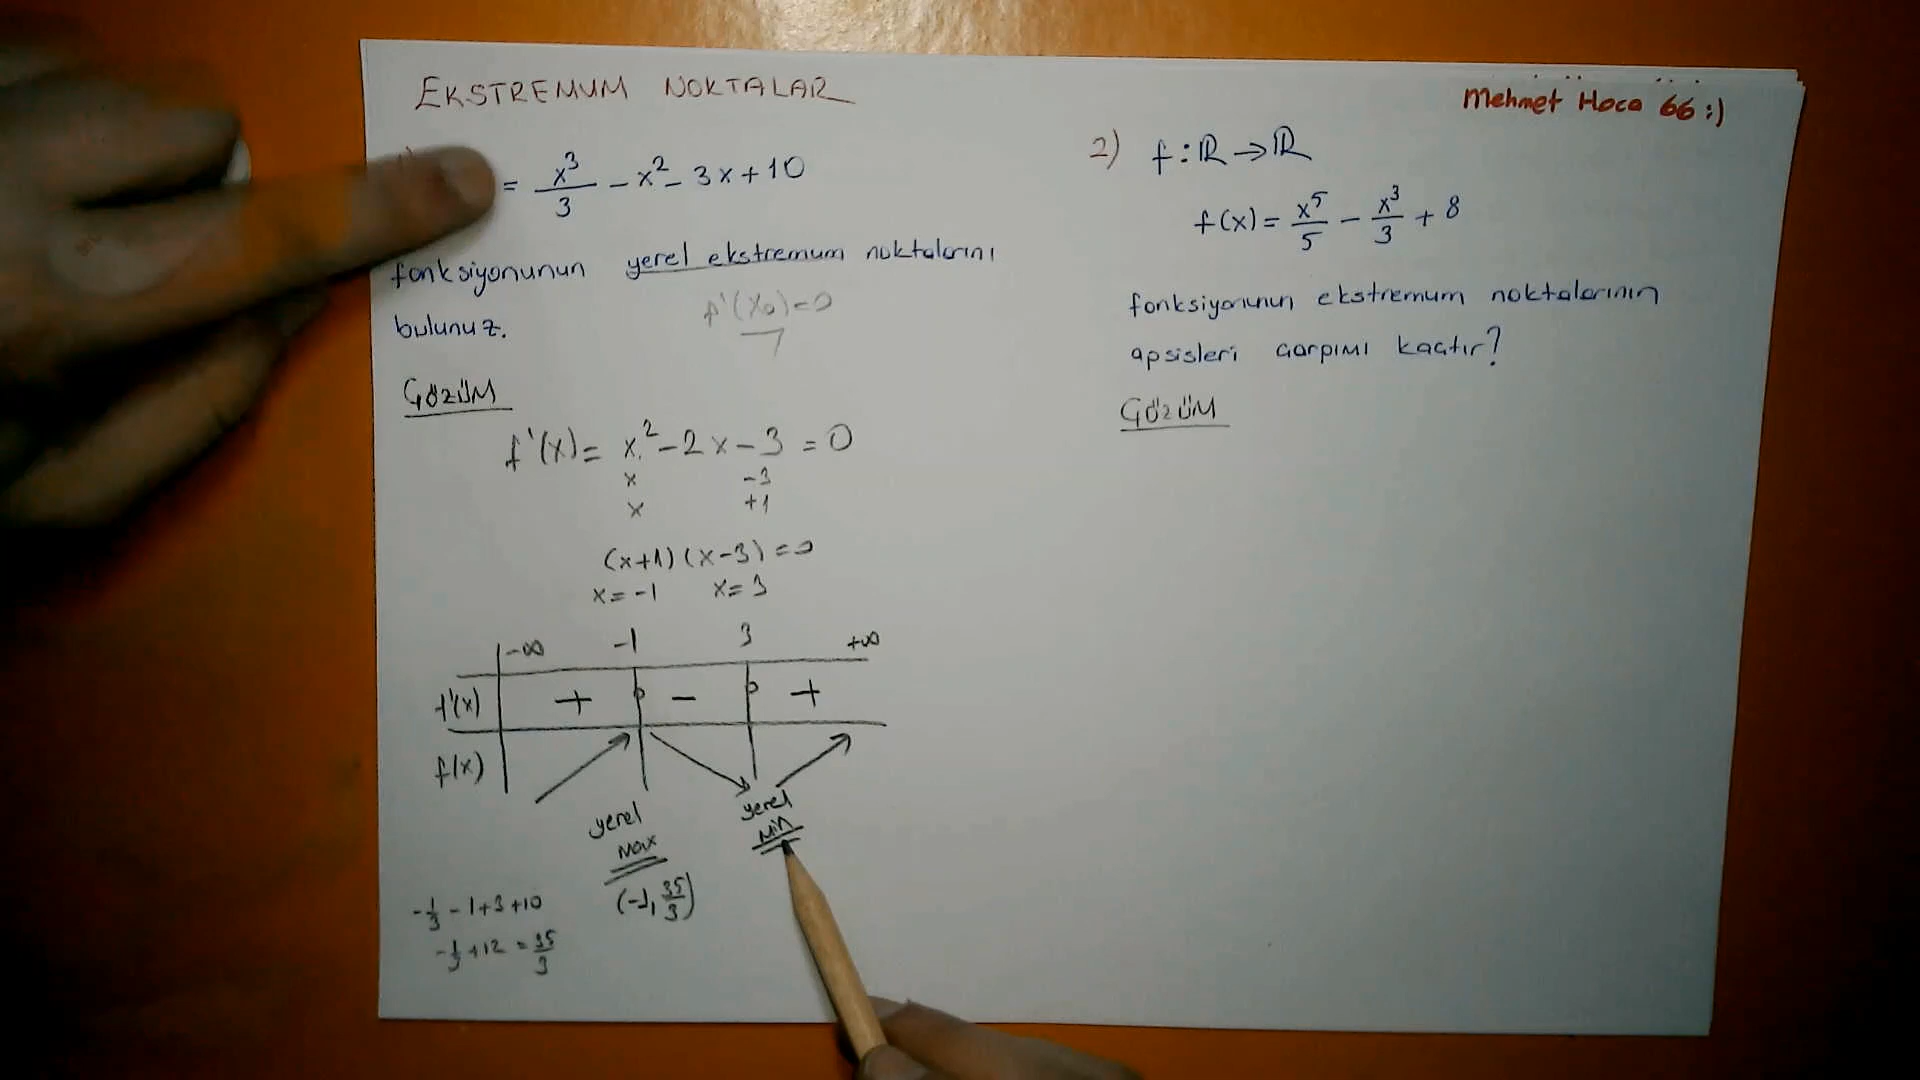 EKSTREMUM NOKTALAR
1) = x³/3 - x² - 3x + 10
fonksiyonunun yerel ekstremum noktalarını
f'(x₀)=0
bulunuz.
ÇÖZÜM
f'(x) = x² - 2x - 3 = 0
x -3
x +1
(x+1)(x-3)=0
x=-1 x=3
-∞ -1 3 +∞
f'(x) + 0 - 0 +
f(x)
yerel Max
yerel Min
(-1, 35/3)
-1/3 - 1 + 3 + 10
-1/3 + 12 = 35/3
Mehmet Hoca 66 :)
2) f : ℝ → ℝ
f(x) = x⁵/5 - x³/3 + 8
fonksiyonunun ekstremum noktalarının
apsisleri çarpımı kaçtır?
ÇÖZÜM